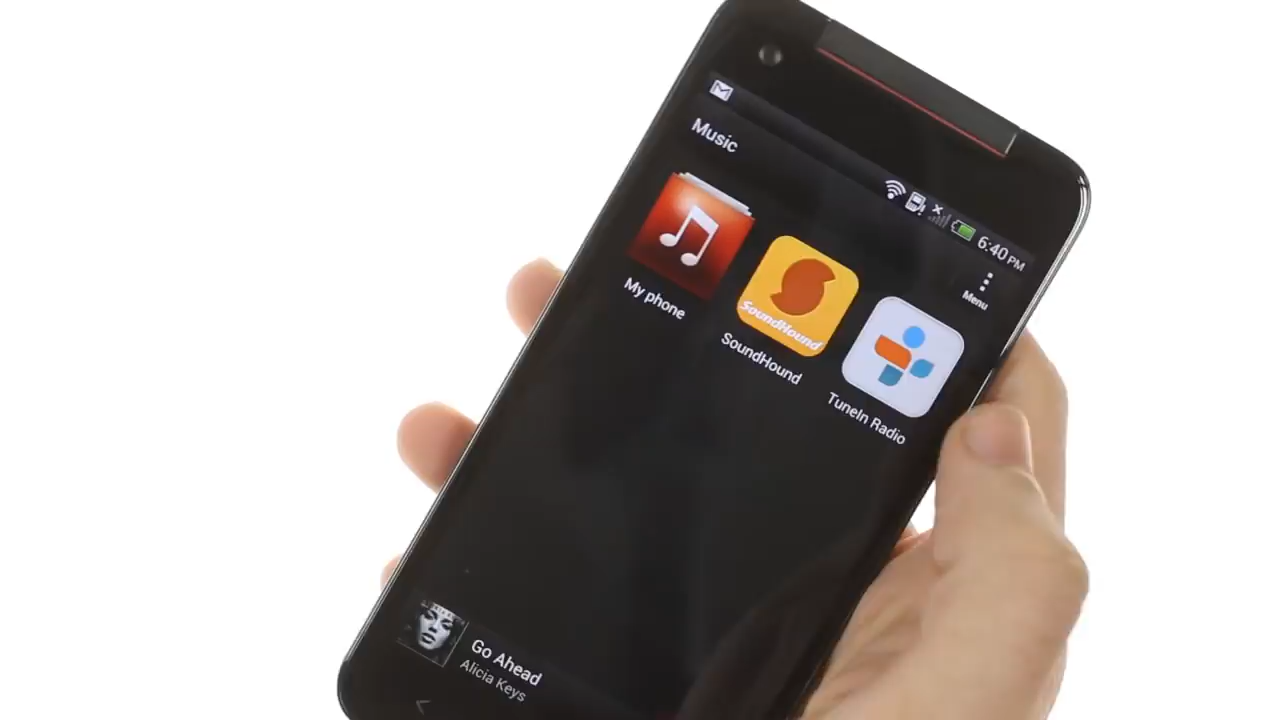 Music
6:40 PM
Menu
My phone
SoundHound
SoundHound
TuneIn Radio
Go Ahead
Alicia Keys